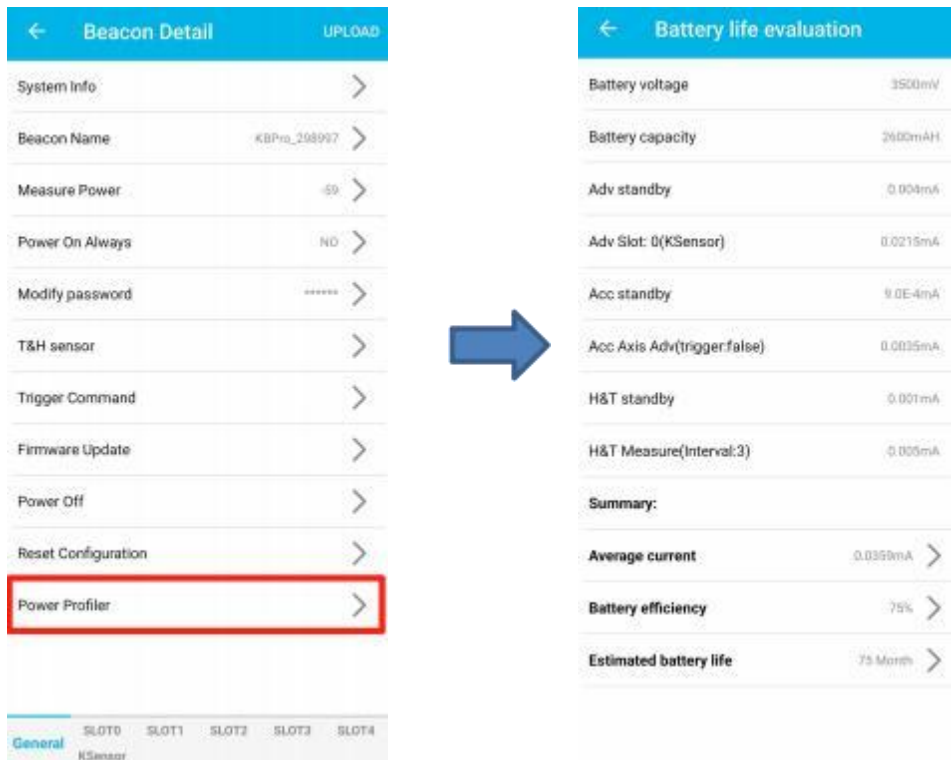 Beacon Detail UPLOAD
System Info
Beacon Name KBPro_298997
Measure Power -59
Power On Always NO
Modify password ******
T&H sensor
Trigger Command
Firmware Update
Power Off
Reset Configuration
Power Profiler
General SLOT0 SLOT1 SLOT2 SLOT3 SLOT4
KSensor
Battery life evaluation
Battery voltage 3500mV
Battery capacity 2600mAH
Adv standby 0.004mA
Adv Slot: 0(KSensor) 0.0215mA
Acc standby 9.0E-4mA
Acc Axis Adv(trigger:false) 0.0035mA
H&T standby 0.001mA
H&T Measure(Interval:3) 0.005mA
Summary:
Average current 0.0359mA
Battery efficiency 75%
Estimated battery life 75 Month